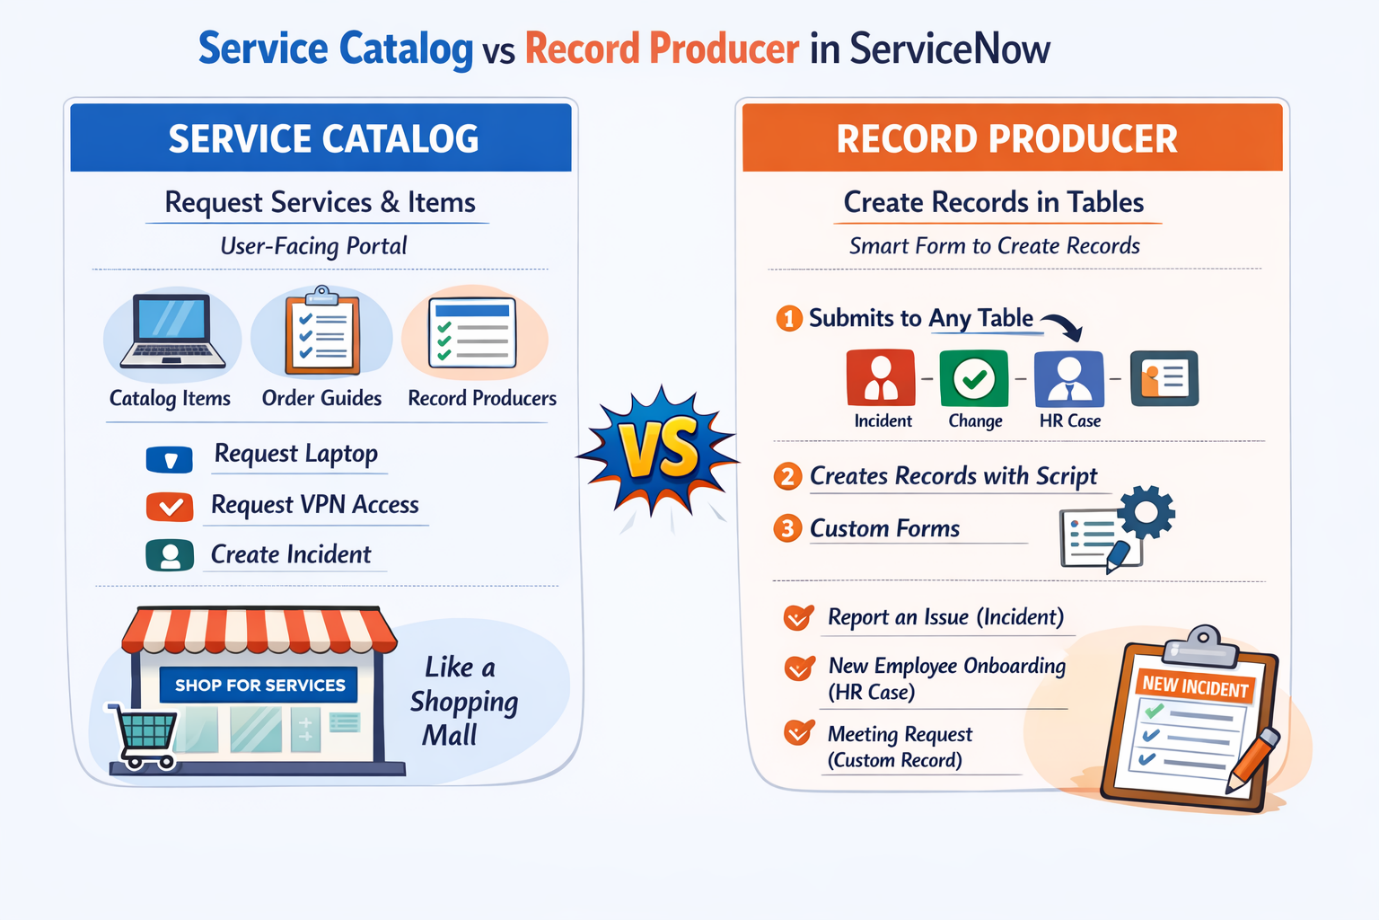 Service Catalog vs Record Producer in ServiceNow
SERVICE CATALOG
Request Services & Items
User-Facing Portal
Catalog Items
Order Guides
Record Producers
Request Laptop
Request VPN Access
Create Incident
SHOP FOR SERVICES
Like a
Shopping
Mall
VS
RECORD PRODUCER
Create Records in Tables
Smart Form to Create Records
1 Submits to Any Table
Incident
Change
HR Case
2 Creates Records with Script
3 Custom Forms
Report an Issue (Incident)
New Employee Onboarding
(HR Case)
Meeting Request
(Custom Record)
NEW INCIDENT